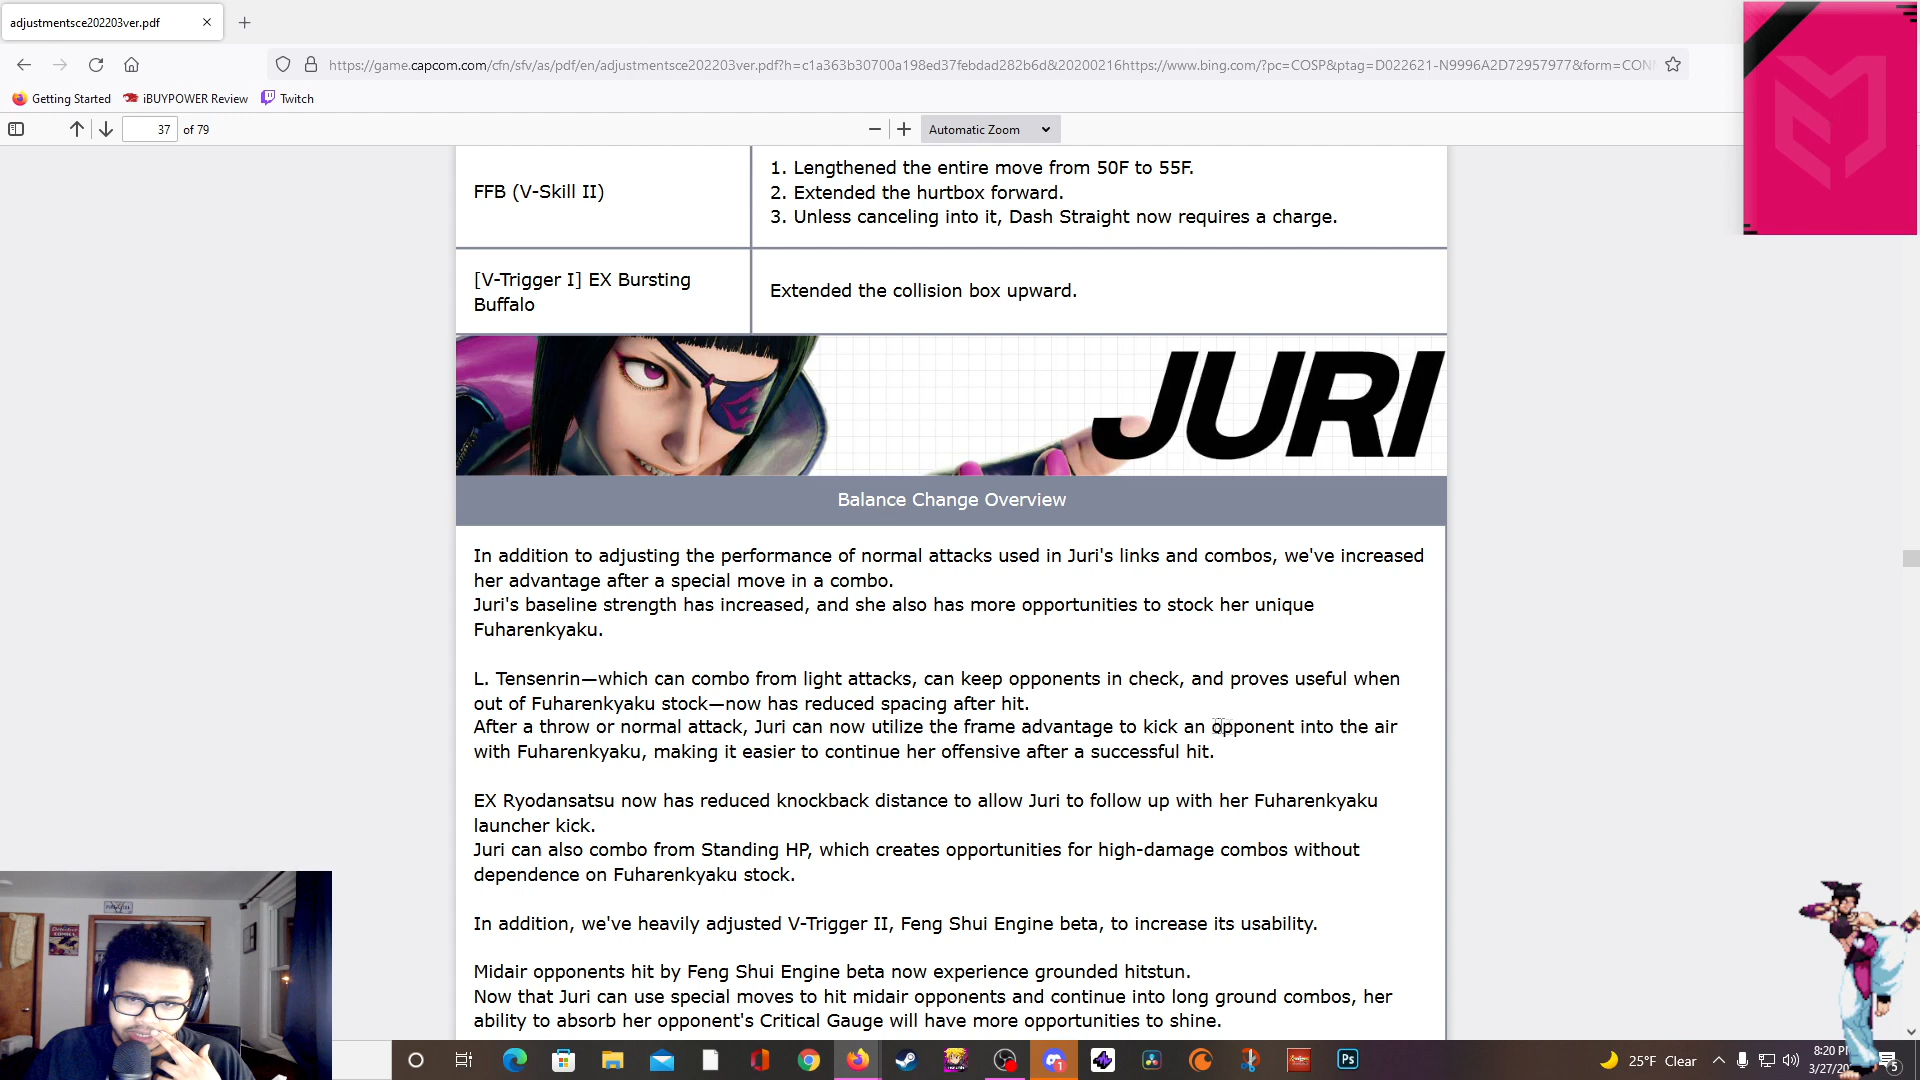 adjustmentsce202203ver.pdf
https://game.capcom.com/cfn/sfv/as/pdf/en/adjustmentsce202203ver.pdf?h=c1a363b30700a198ed37febdad282b6d&20200216https://www.bing.com/?pc=COSP&ptag=D022621-N9996A2D72957977&form=CON
Getting Started iBUYPOWER Review Twitch
37 of 79 Automatic Zoom
FFB (V-Skill II)
1. Lengthened the entire move from 50F to 55F.
2. Extended the hurtbox forward.
3. Unless canceling into it, Dash Straight now requires a charge.
[V-Trigger I] EX Bursting
Buffalo
Extended the collision box upward.
JURI
Balance Change Overview
In addition to adjusting the performance of normal attacks used in Juri's links and combos, we've increased
her advantage after a special move in a combo.
Juri's baseline strength has increased, and she also has more opportunities to stock her unique
Fuharenkyaku.
L. Tensenrin—which can combo from light attacks, can keep opponents in check, and proves useful when
out of Fuharenkyaku stock—now has reduced spacing after hit.
After a throw or normal attack, Juri can now utilize the frame advantage to kick an opponent into the air
with Fuharenkyaku, making it easier to continue her offensive after a successful hit.
EX Ryodansatsu now has reduced knockback distance to allow Juri to follow up with her Fuharenkyaku
launcher kick.
Juri can also combo from Standing HP, which creates opportunities for high-damage combos without
dependence on Fuharenkyaku stock.
In addition, we've heavily adjusted V-Trigger II, Feng Shui Engine beta, to increase its usability.
Midair opponents hit by Feng Shui Engine beta now experience grounded hitstun.
Now that Juri can use special moves to hit midair opponents and continue into long ground combos, her
ability to absorb her opponent's Critical Gauge will have more opportunities to shine.
Ps
1
25°F Clear
8:20 P
3/27/20
5